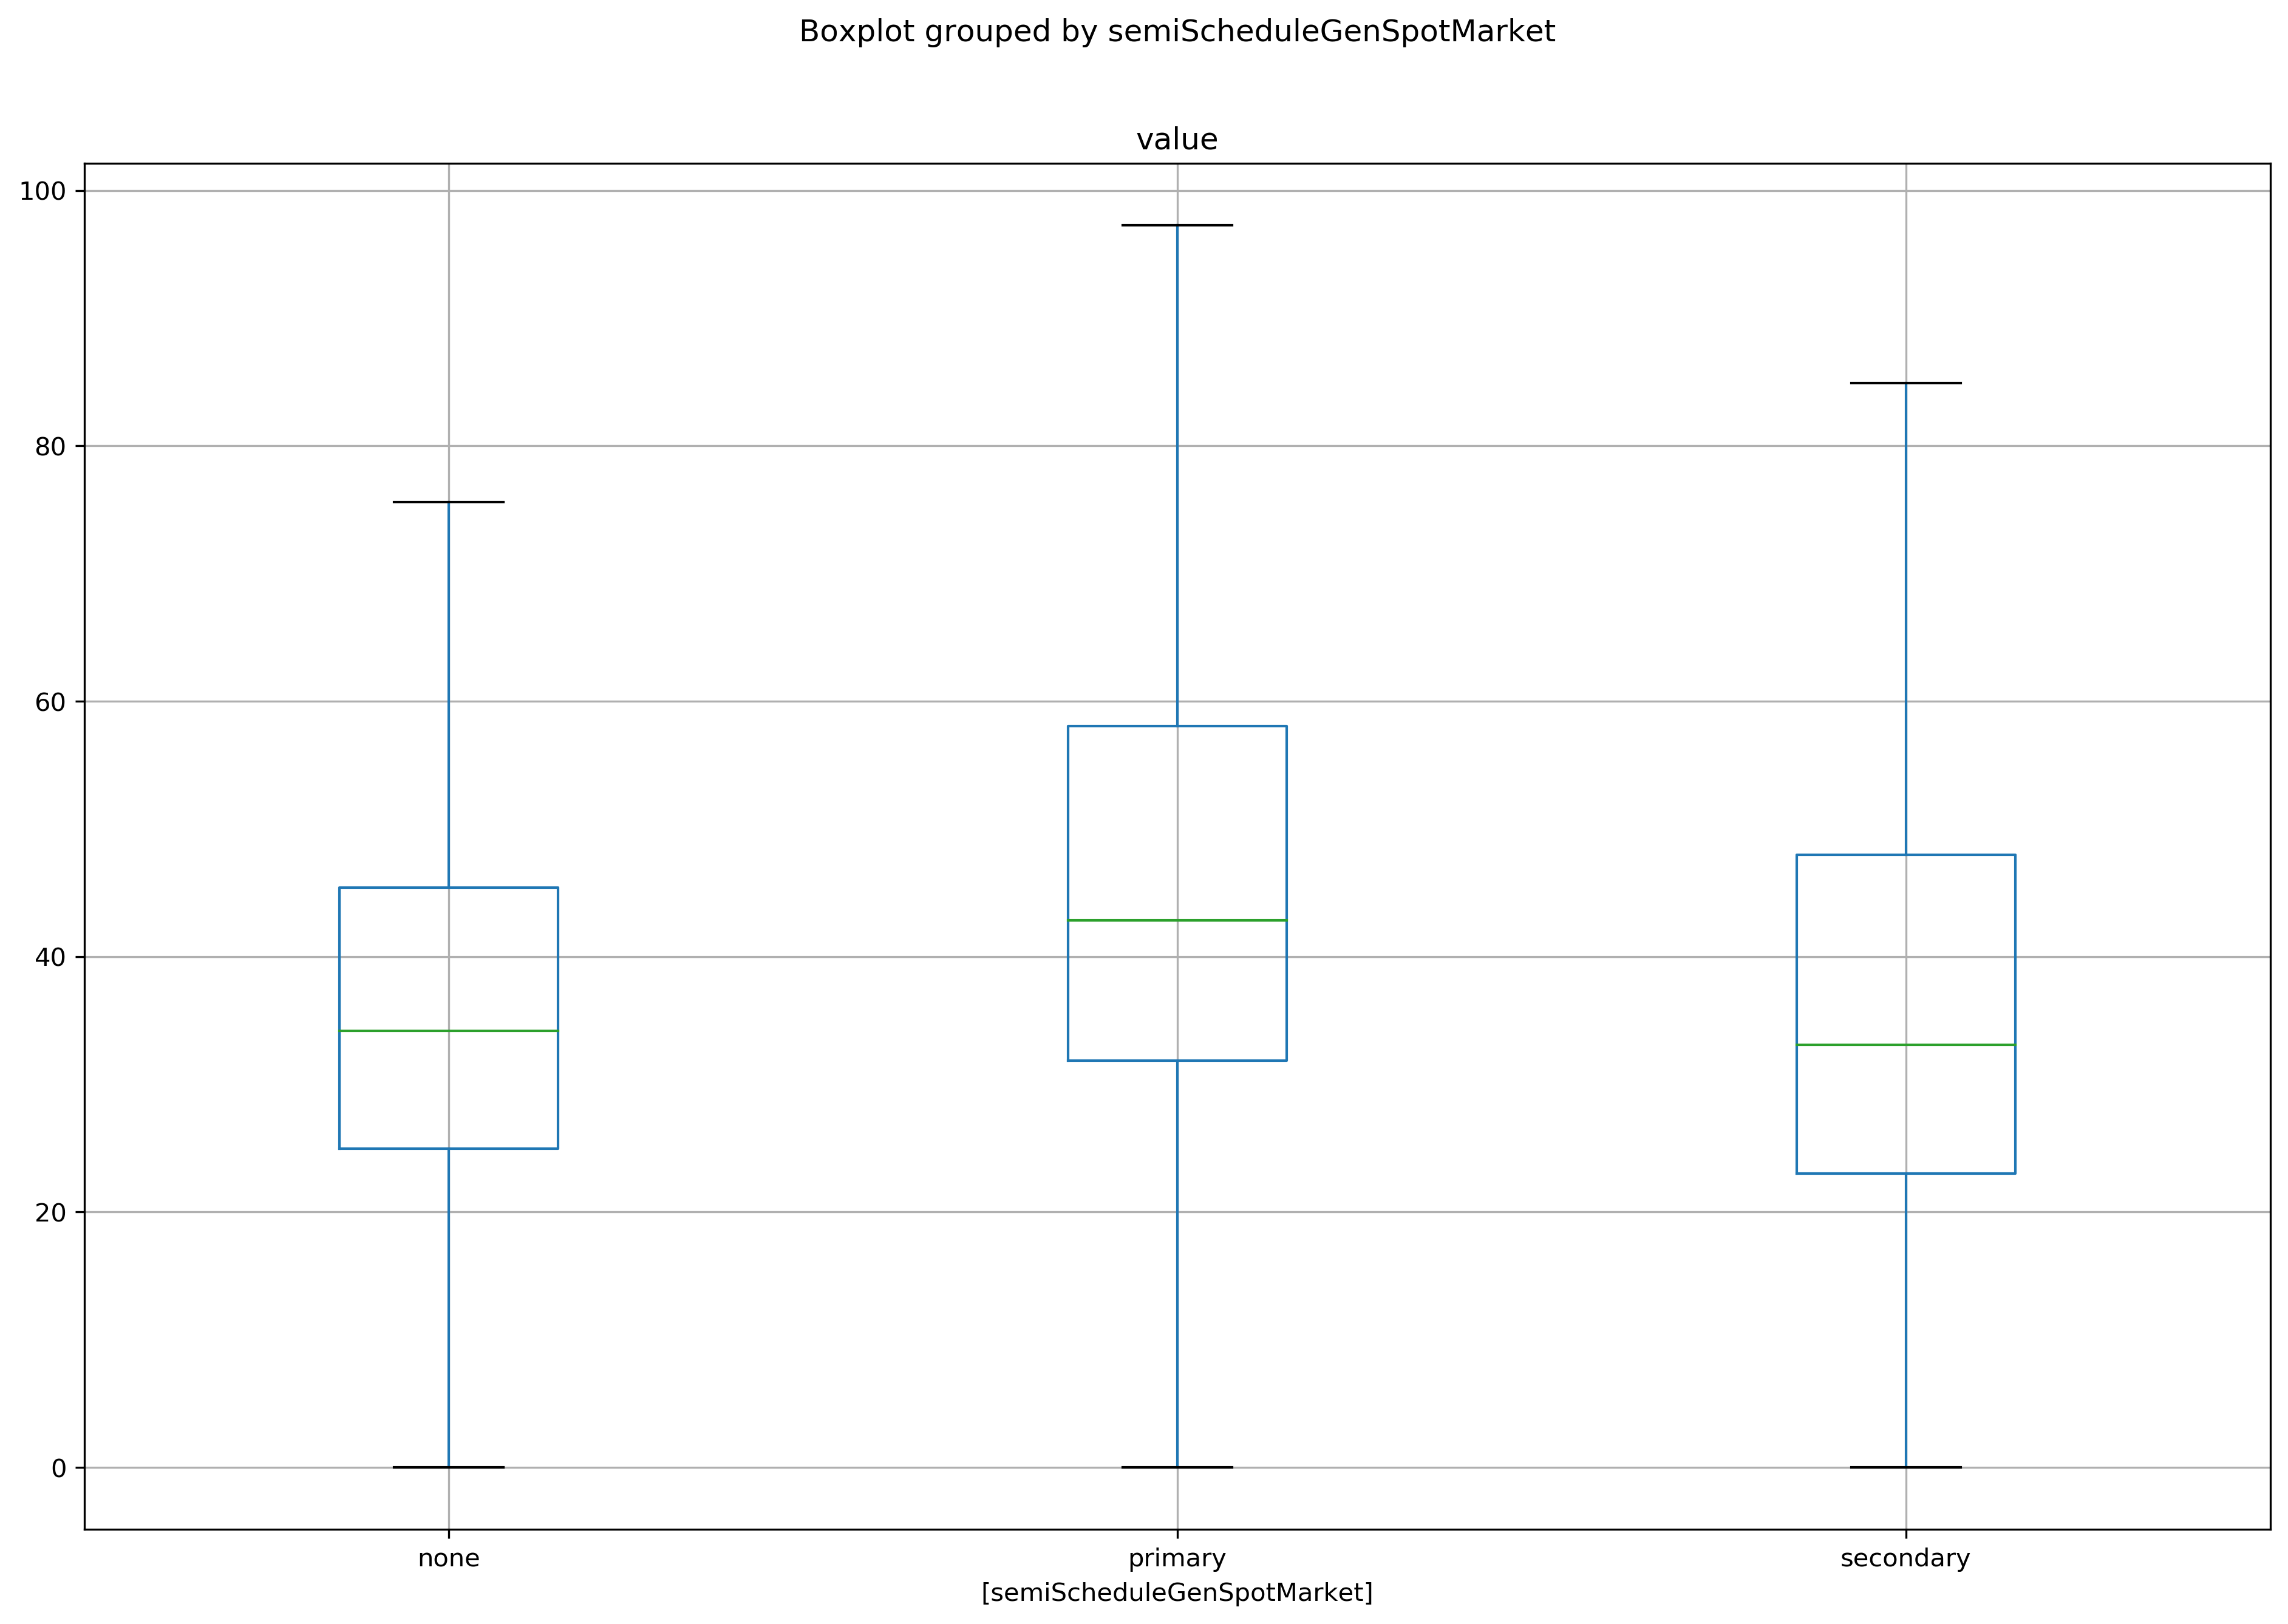 Boxplot grouped by semiScheduleGenSpotMarket
value
100
80
60
40
20
0
none primary secondary
[semiScheduleGenSpotMarket]